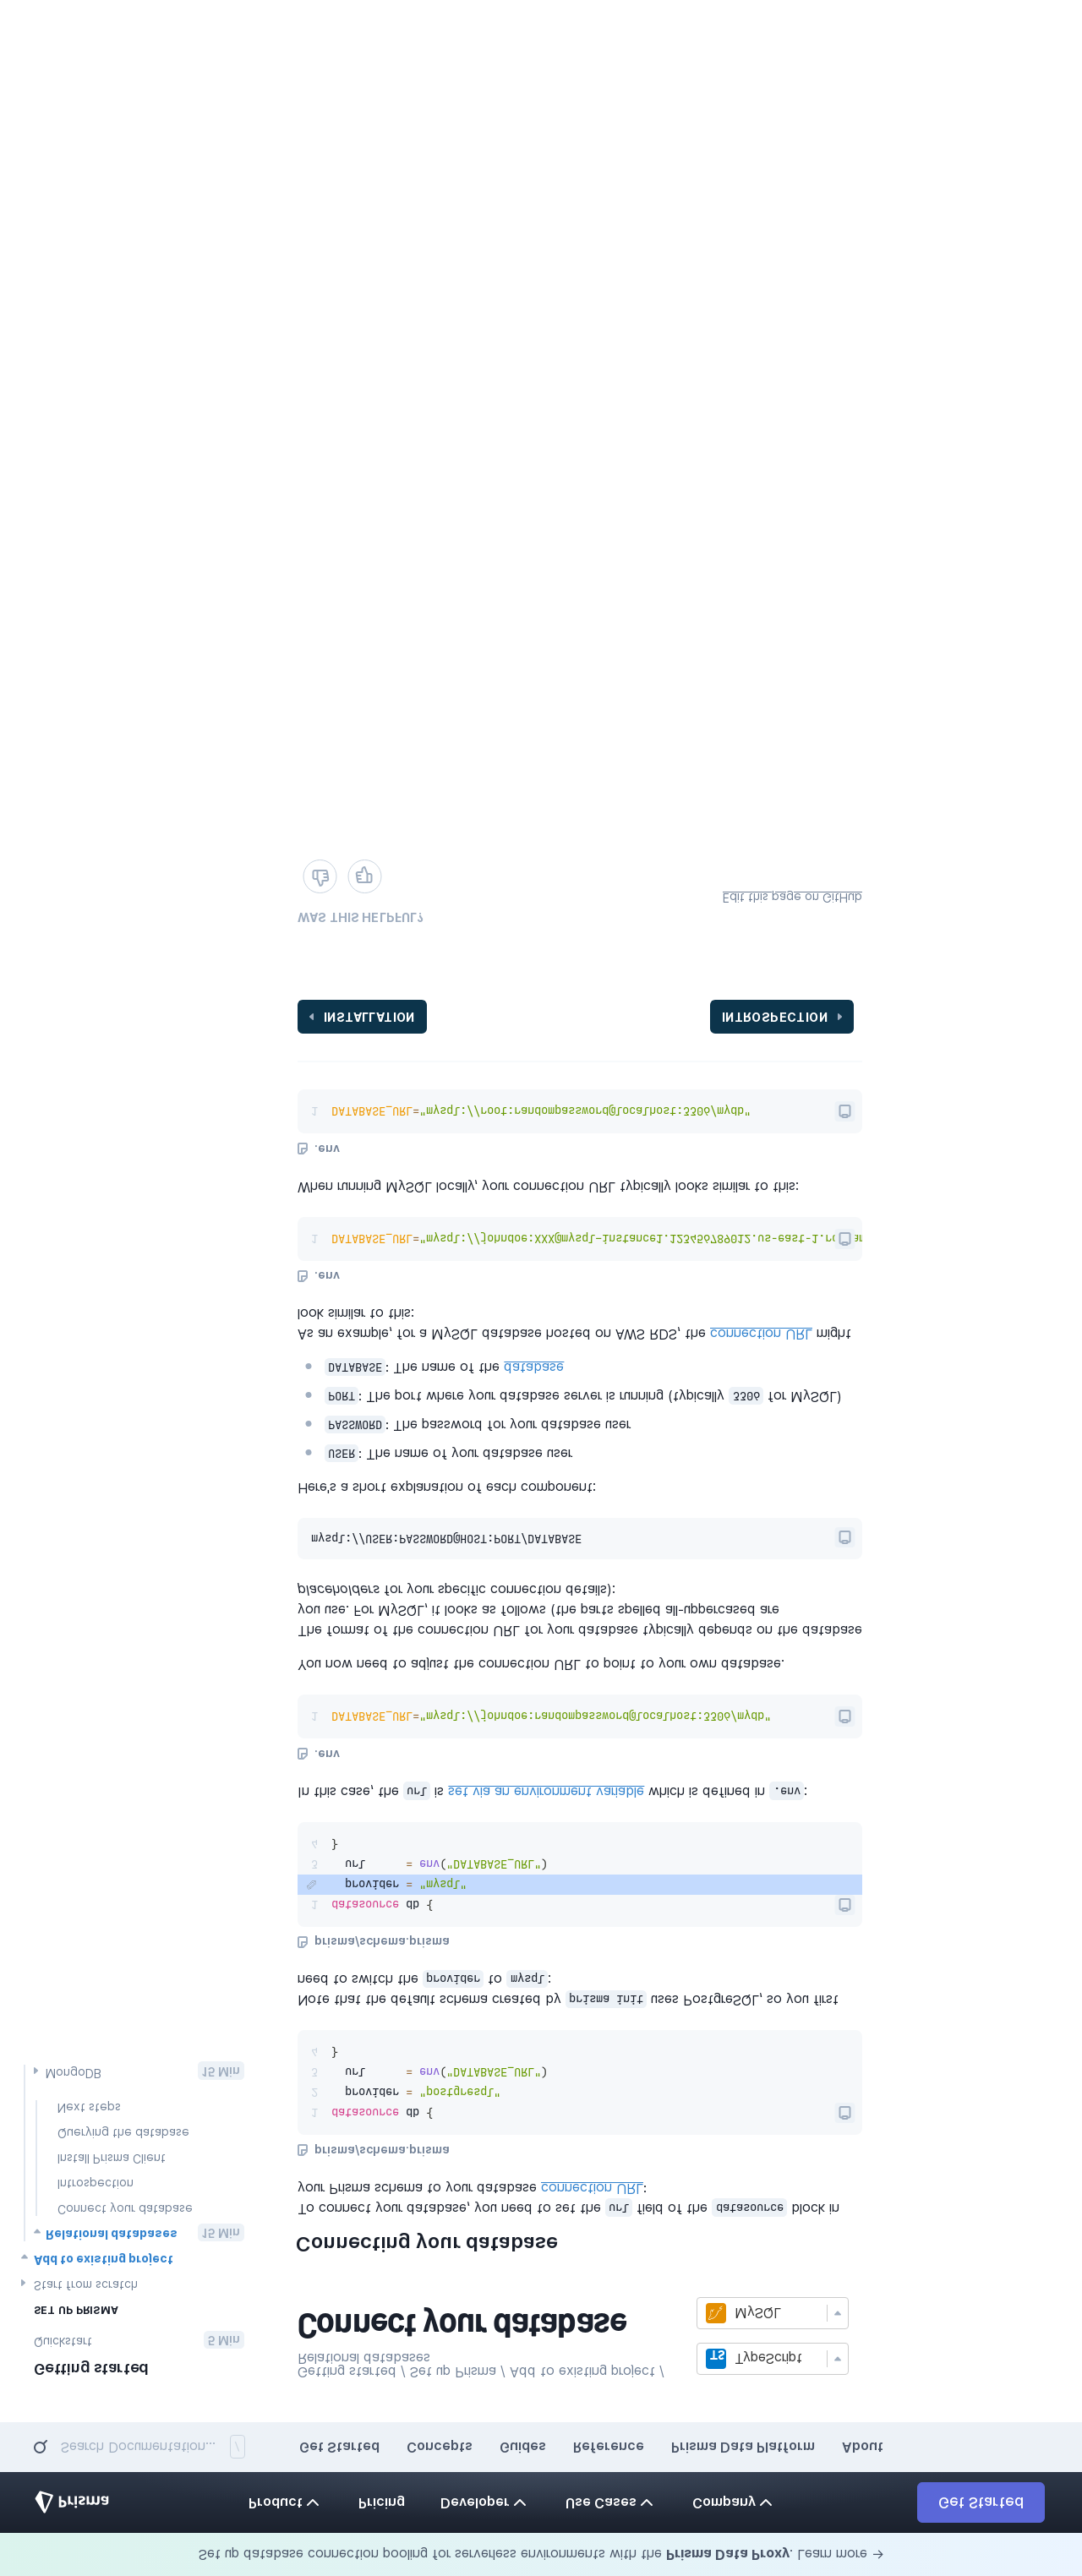 Set up database connection pooling for serverless environments with the Prisma Data Proxy. Learn more →
Prisma
Product
Pricing
Developer
Use Cases
Company
Get Started
Search Documentation... /
Get Started
Concepts
Guides
Reference
Prisma Data Platform
About
Getting started
Quickstart 5 Min
SET UP PRISMA
Start from scratch
Add to existing project
Relational databases 15 Min
Connect your database
Introspection
Install Prisma Client
Querying the database
Next steps
MongoDB 15 Min
Getting started / Set up Prisma / Add to existing project /
Relational databases
Connect your database
TS TypeScript
MySQL
Connecting your database
To connect your database, you need to set the url field of the datasource block in
your Prisma schema to your database connection URL:
prisma/schema.prisma
1 datasource db {
2   provider = "postgresql"
3   url      = env("DATABASE_URL")
4 }
Note that the default schema created by prisma init uses PostgreSQL, so you first
need to switch the provider to mysql:
prisma/schema.prisma
1 datasource db {
  provider = "mysql"
3   url      = env("DATABASE_URL")
4 }
In this case, the url is set via an environment variable which is defined in .env:
.env
1 DATABASE_URL="mysql://johndoe:randompassword@localhost:3306/mydb"
You now need to adjust the connection URL to point to your own database.
The format of the connection URL for your database typically depends on the database
you use. For MySQL, it looks as follows (the parts spelled all-uppercased are
placeholders for your specific connection details):
mysql://USER:PASSWORD@HOST:PORT/DATABASE
Here's a short explanation of each component:
USER: The name of your database user
PASSWORD: The password for your database user
PORT: The port where your database server is running (typically 3306 for MySQL)
DATABASE: The name of the database
As an example, for a MySQL database hosted on AWS RDS, the connection URL might
look similar to this:
.env
1 DATABASE_URL="mysql://johndoe:XXX@mysql–instance1.123456789012.us-east-1.r
When running MySQL locally, your connection URL typically looks similar to this:
.env
1 DATABASE_URL="mysql://root:randompassword@localhost:3306/mydb"
INSTALLATION
INTROSPECTION
WAS THIS HELPFUL?
Edit this page on GitHub